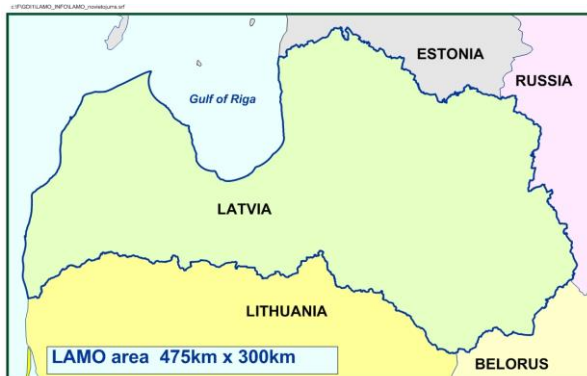 ESTONIA
RUSSIA
Gulf of Riga
LATVIA
LITHUANIA
LAMO area 475km x 300km
BELORUS